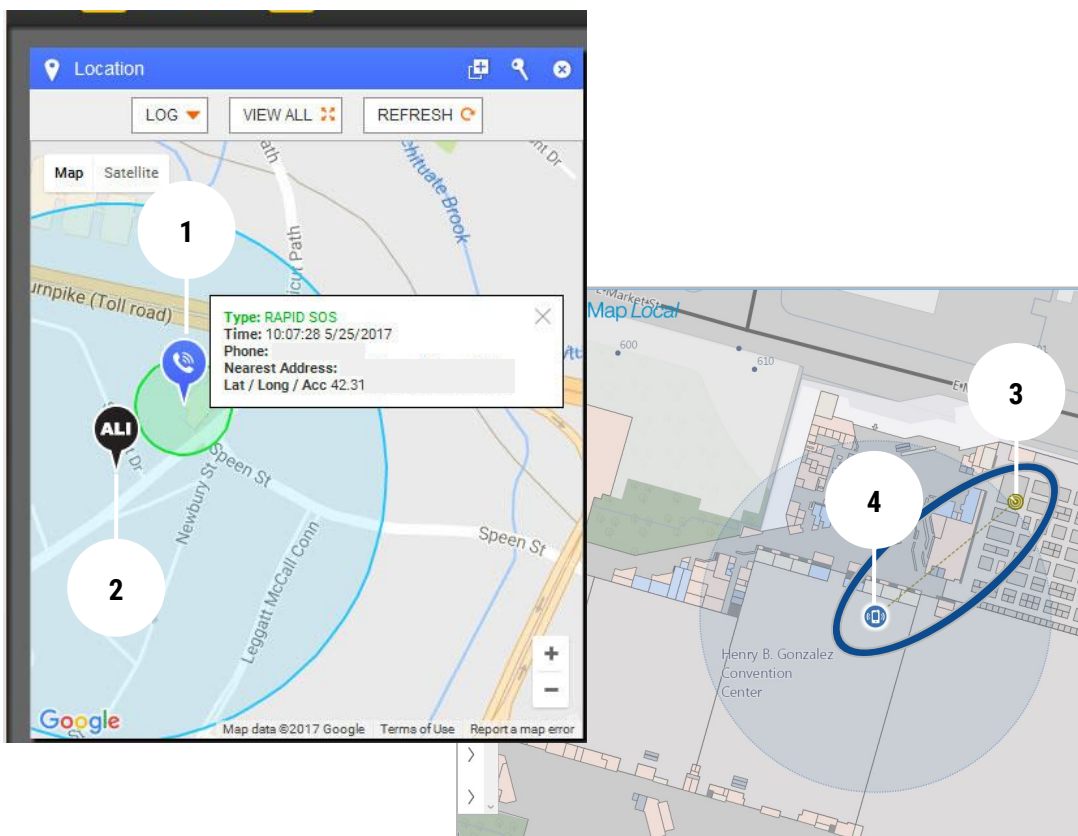 Location
LOG
VIEW ALL
REFRESH
Map
Satellite
1
Brook
Path
(Toll road)
Type: RAPID SOS
Time: 10:07:28 5/25/2017
Phone:
Nearest Address:
Lat / Long / Acc 42.31
ALI
Speen St
Newbury St
Speen St
Leggatt McCall Conn
2
+
−
Google
Map data ©2017 Google
Terms of Use
Report a map error
Map Local
E Market St
600
610
3
4
Henry B. Gonzalez
Convention
Center